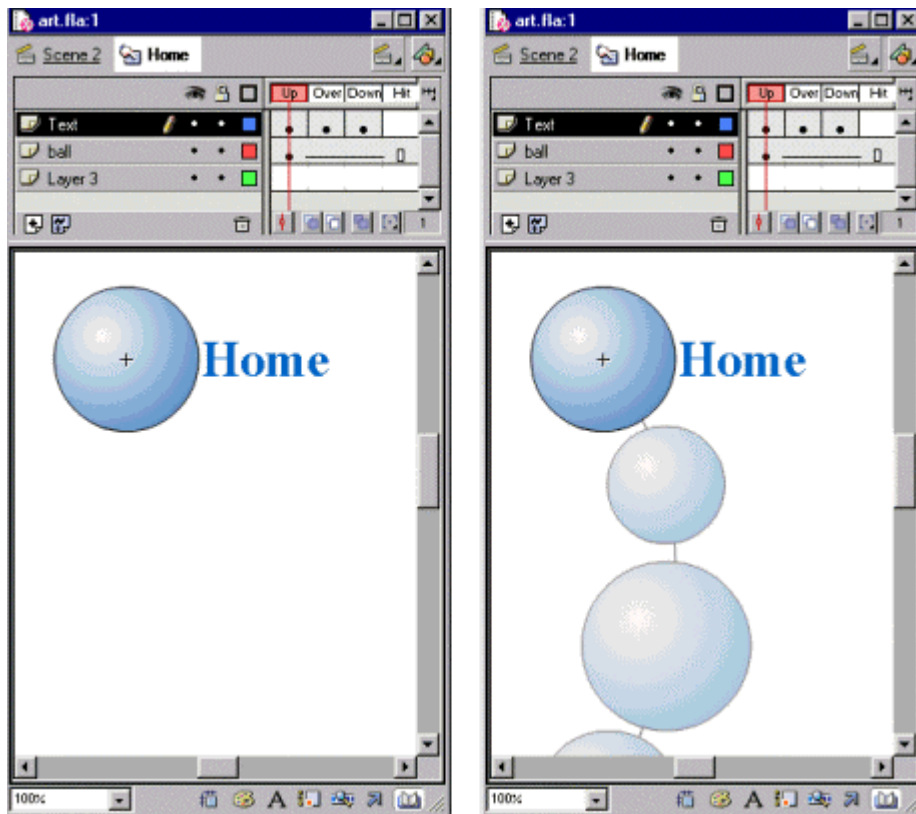 art.fla:1
Scene 2 Home
Up Over Down Hit
Text
ball
Layer 3
1
Home
100%
art.fla:1
Scene 2 Home
Up Over Down Hit
Text
ball
Layer 3
1
Home
100%